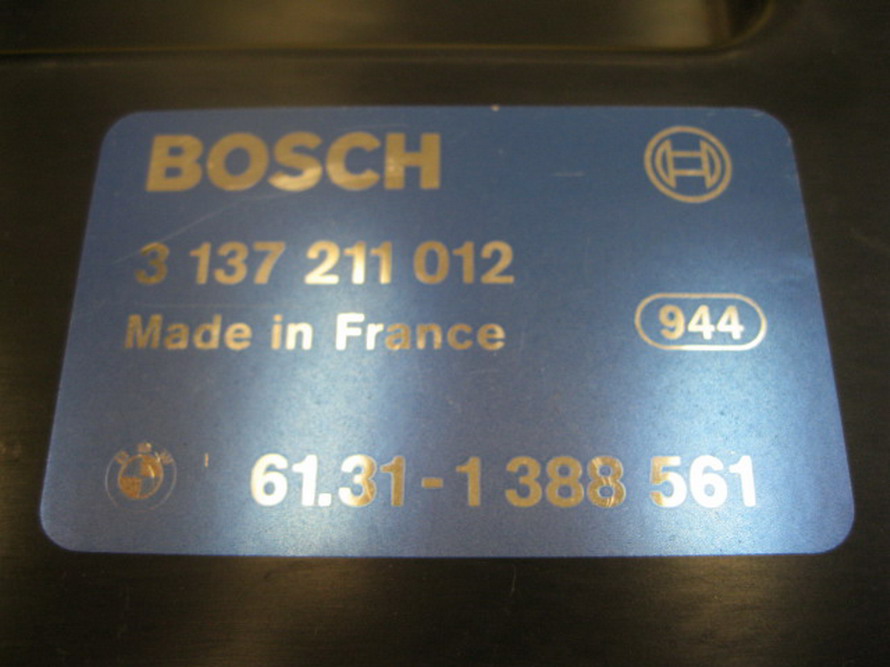 BOSCH
3 137 211 012
Made in France
944
61.31-1 388 561